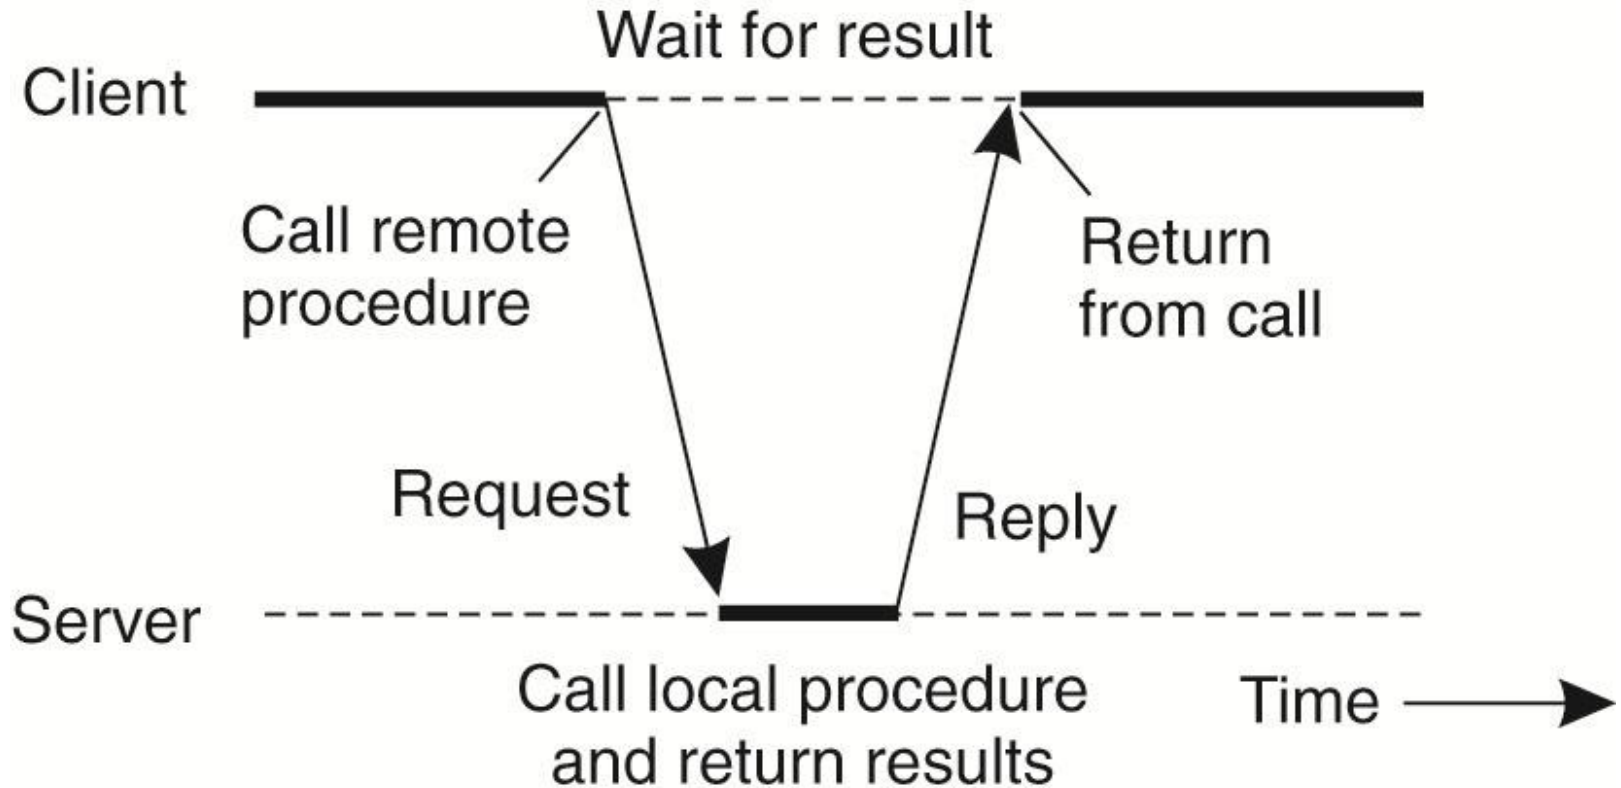 Wait for result
Client
Call remote
procedure
Return
from call
Request
Reply
Server
Call local procedure
and return results
Time